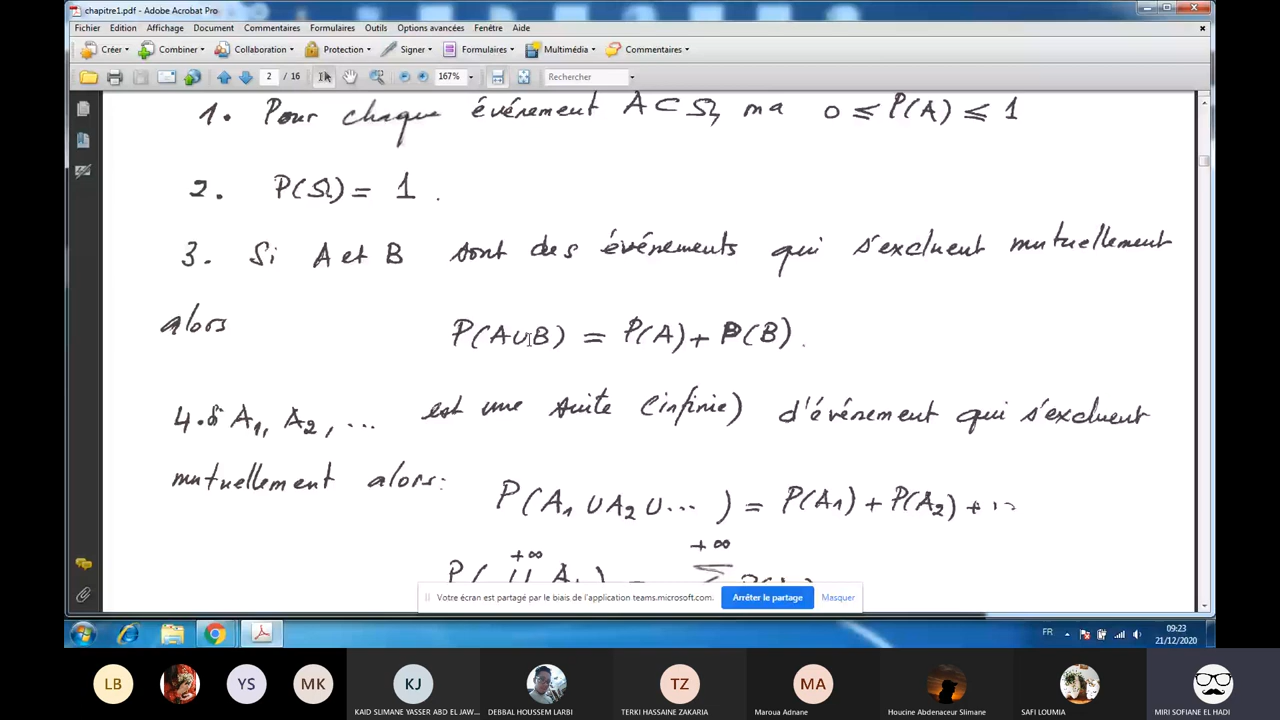 chapitre1.pdf - Adobe Acrobat Pro
Fichier Edition Affichage Document Commentaires Formulaires Outils Options avancées Fenêtre Aide
Créer Combiner Collaboration Protection Signer Formulaires Multimédia Commentaires
2 / 16 167% Rechercher
1. Pour chaque événement A ⊂ Ω, on a 0 ≤ P(A) ≤ 1
2. P(Ω) = 1 .
3. Si A et B sont des événements qui s'excluent mutuellement
alors
P(A∪B) = P(A) + P(B) .
4. Si A1, A2, ... est une suite (infinie) d'événement qui s'excluent
mutuellement alors:
P(A1 ∪ A2 ∪ ... ) = P(A1) + P(A2) + ...
+∞ +∞
Votre écran est partagé par le biais de l'application teams.microsoft.com. Arrêter le partage Masquer
FR 09:23
21/12/2020
LB YS MK KJ TZ MA
KAID SLIMANE YASSER ABD EL JAW... DEBBAL HOUSSEM LARBI TERKI HASSAINE ZAKARIA Maroua Adnane Houcine Abdenaceur Slimane SAFI LOUMIA MIRI SOFIANE EL HADI